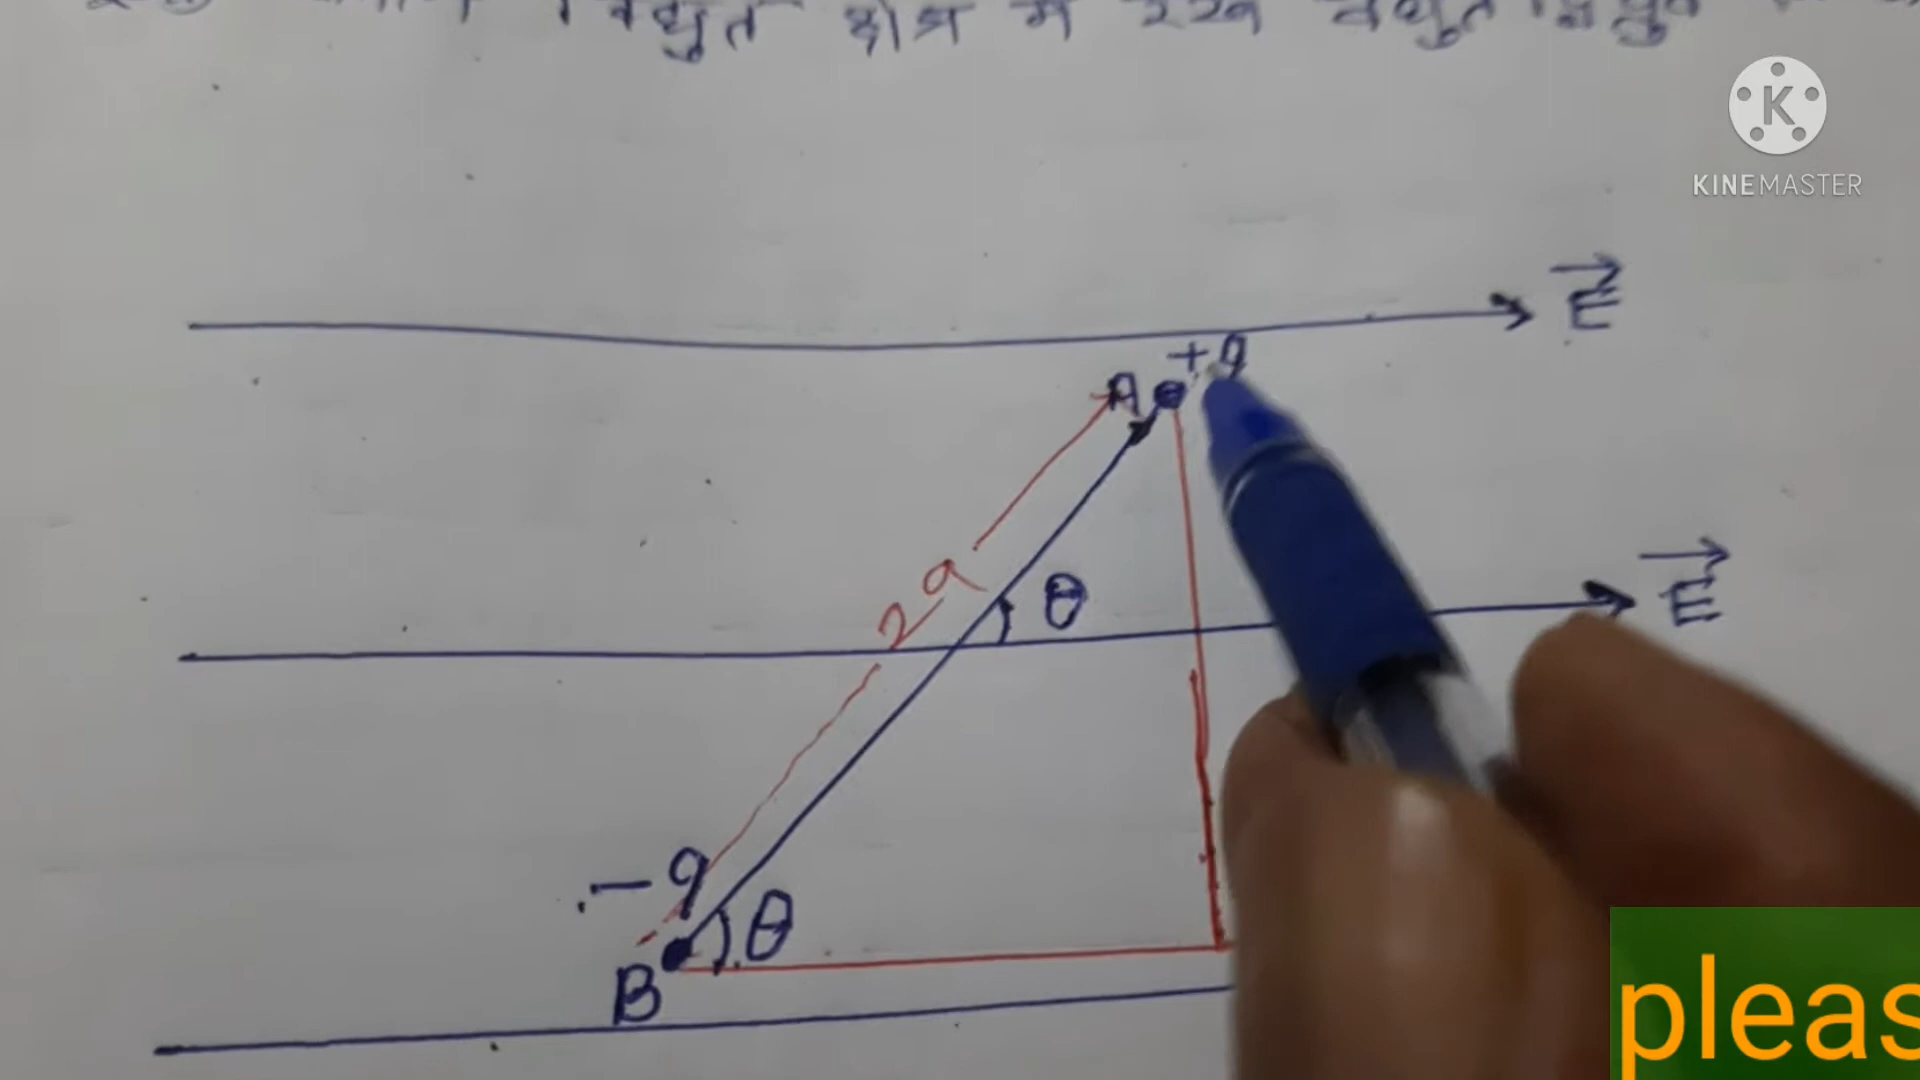 विद्युत क्षेत्र में
K
KINEMASTER
E
A +q
2a
θ
E
-q
θ
B
pleas